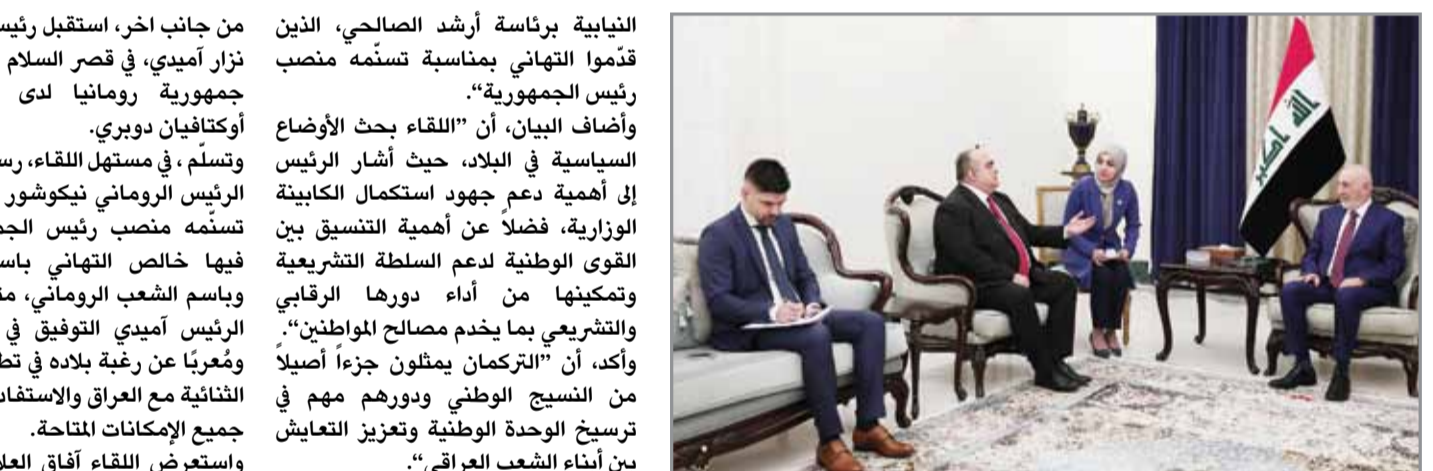 النيابية برئاسة أرشد الصالحي، الذين
قدّموا التهاني بمناسبة تسنّمه منصب
رئيس الجمهورية“.
وأضاف البيان، أن ”اللقاء بحث الأوضاع
السياسية في البلاد، حيث أشار الرئيس
إلى أهمية دعم جهود استكمال الكابينة
الوزارية، فضلاً عن أهمية التنسيق بين
القوى الوطنية لدعم السلطة التشريعية
وتمكينها من أداء دورها الرقابي
والتشريعي بما يخدم مصالح المواطنين“.
وأكد، أن ”التركمان يمثلون جزءاً أصيلاً
من النسيج الوطني ودورهم مهم في
ترسيخ الوحدة الوطنية وتعزيز التعايش
بين أبناء الشعب العراقي“.
من جانب اخر، استقبل رئيس
نزار آميدي، في قصر السلام
جمهورية رومانيا لدى
أوكتافيان دوبري.
وتسلّم ، في مستهل اللقاء،
الرئيس الروماني نيكوشور
تسنّمه منصب رئيس
فيها خالص التهاني
وباسم الشعب الروماني،
الرئيس آميدي التوفيق في
ومُعربًا عن رغبة بلاده في
الثنائية مع العراق
جميع الإمكانات المتاحة.
واستعرض اللقاء آفاق
الله اكبر